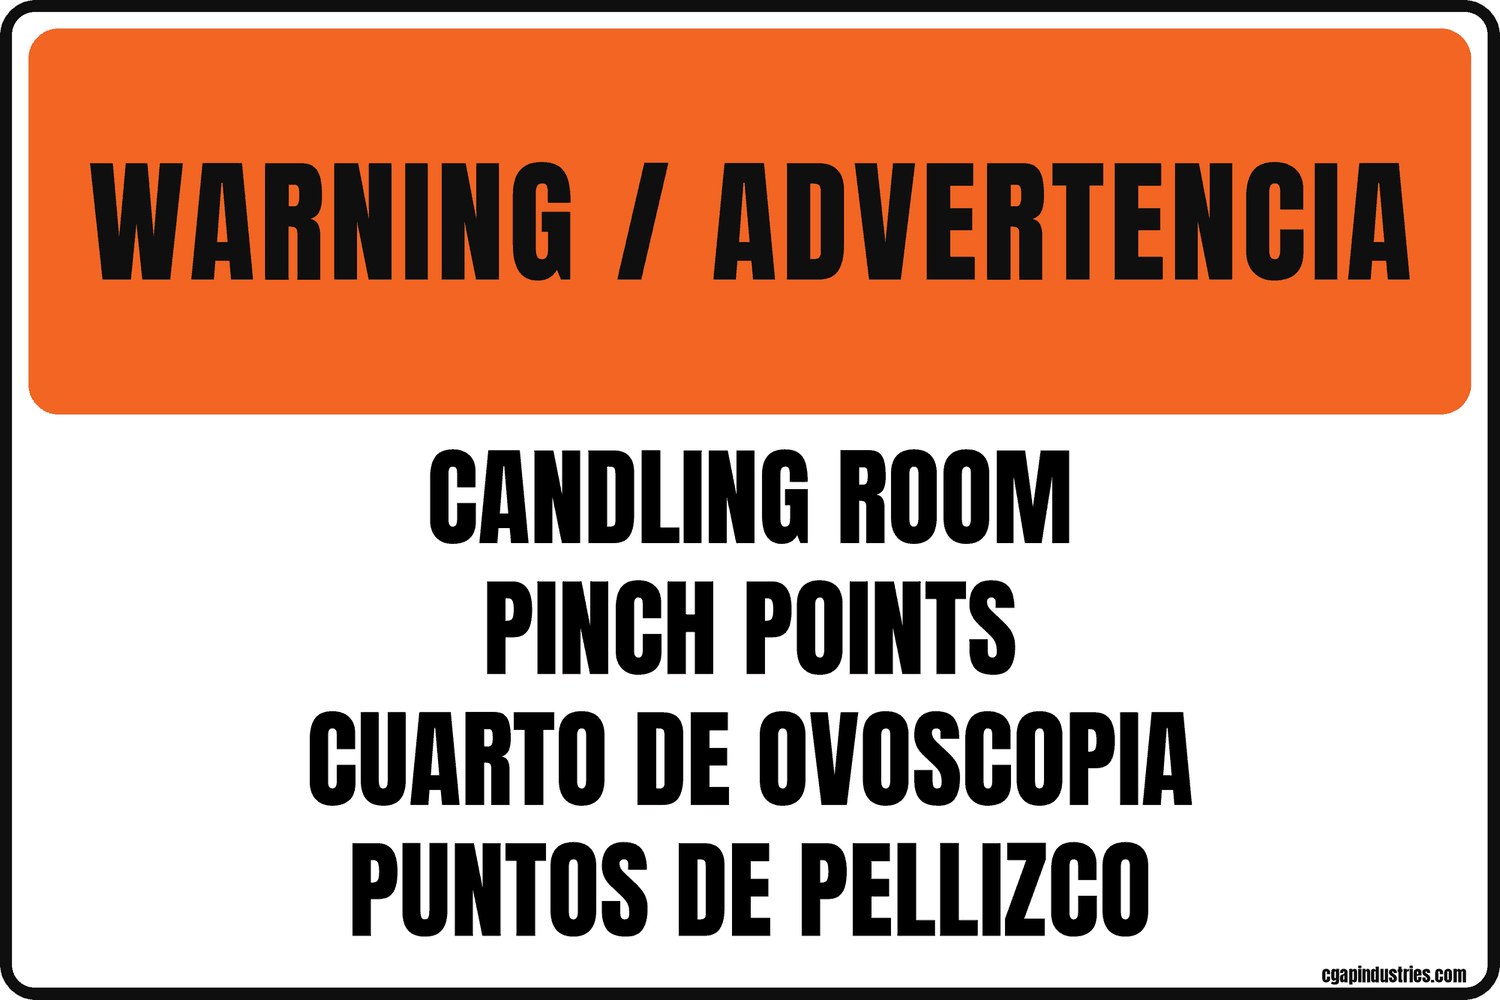 WARNING / ADVERTENCIA
CANDLING ROOM
PINCH POINTS
CUARTO DE OVOSCOPIA
PUNTOS DE PELLIZCO
cgapindustries.com